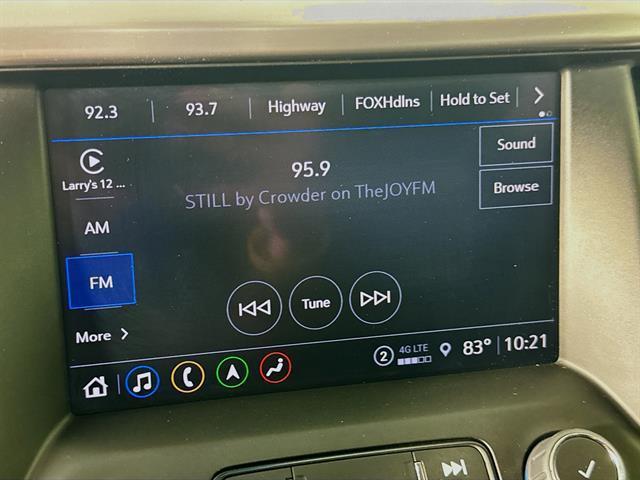 92.3 93.7 Highway FOXHdlns Hold to Set
Larry's 12 ...
95.9
STILL by Crowder on TheJOYFM
Sound
Browse
AM
FM
Tune
More
2 4G LTE 83° 10:21